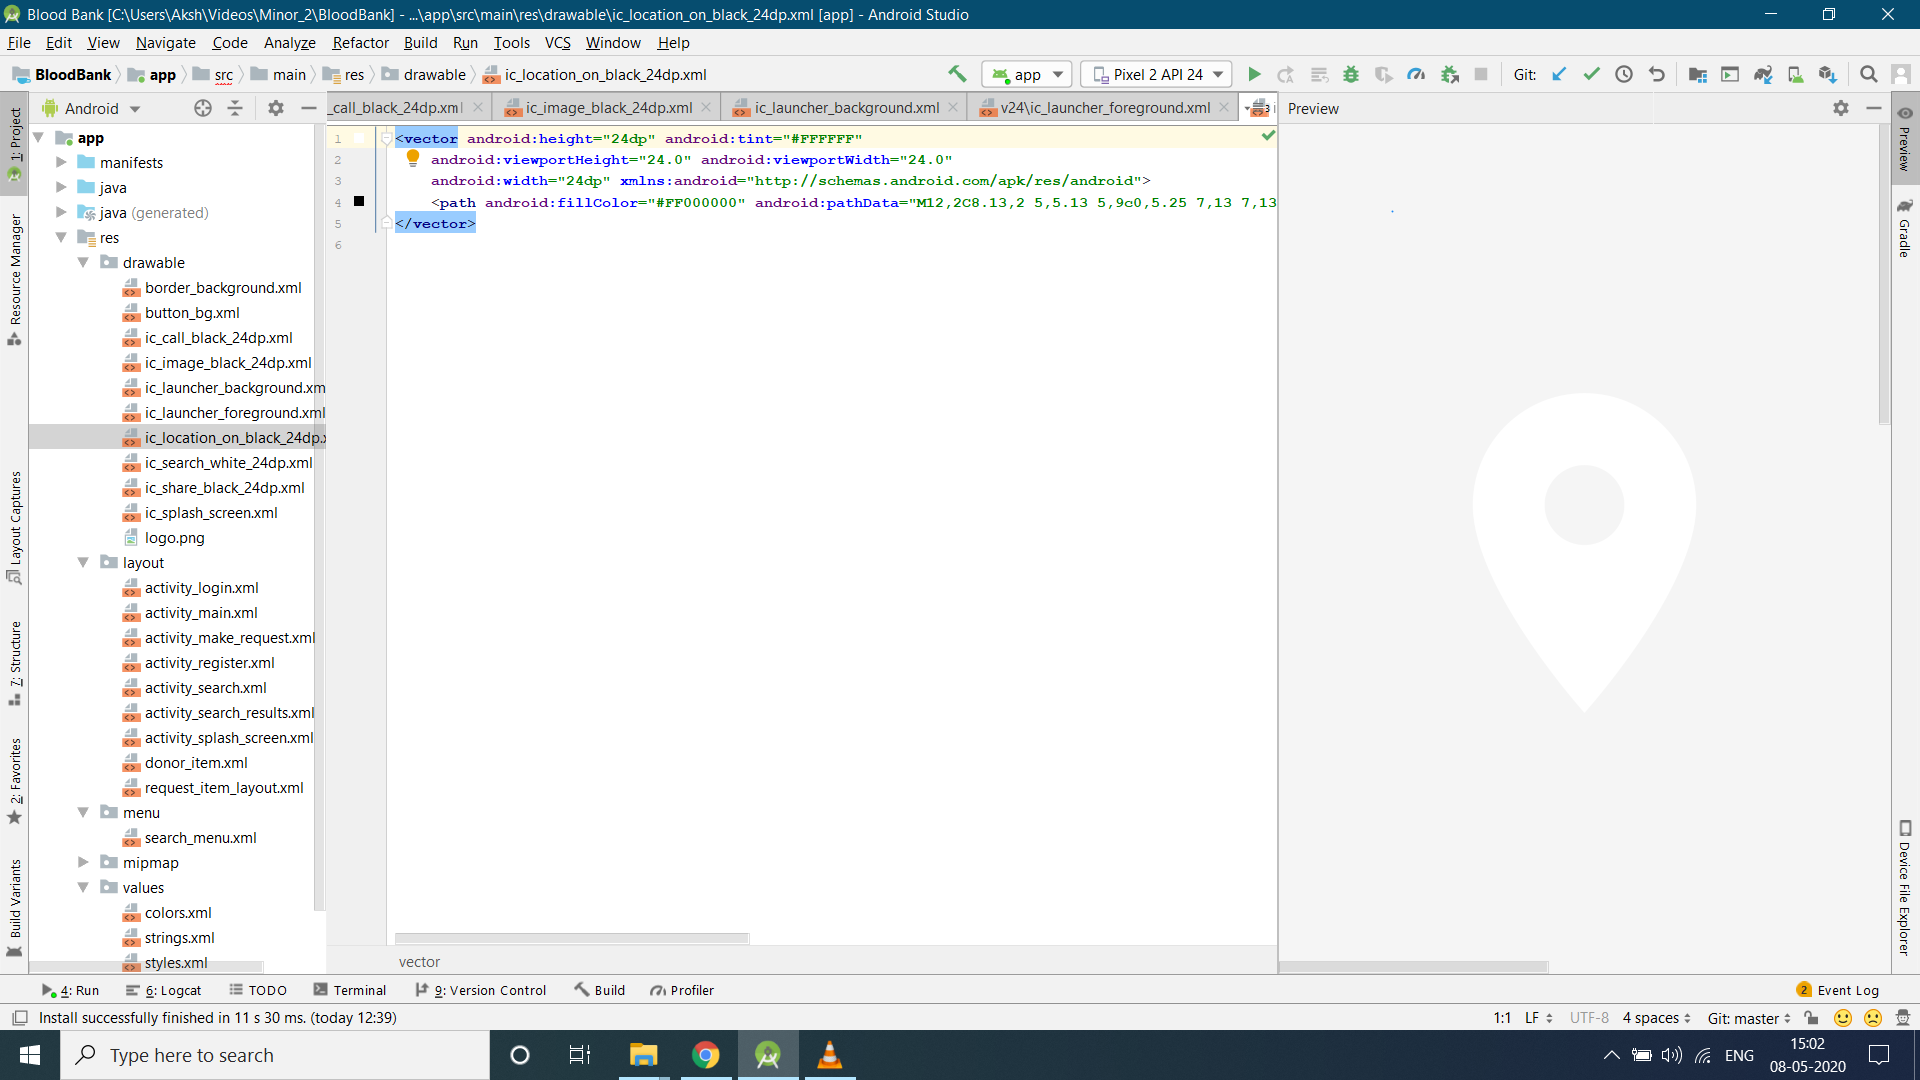 Blood Bank [C:\Users\Aksh\Videos\Minor_2\BloodBank] - ...\app\src\main\res\drawable\ic_location_on_black_24dp.xml [app] - Android Studio
File Edit View Navigate Code Analyze Refactor Build Run Tools VCS Window Help
BloodBank app src main res drawable ic_location_on_black_24dp.xml app Pixel 2 API 24 Git:
Android _call_black_24dp.xml ic_image_black_24dp.xml ic_launcher_background.xml v24\ic_launcher_foreground.xml Preview
1: Project
Resource Manager
Layout Captures
7: Structure
2: Favorites
Build Variants
app
manifests
java
java (generated)
res
drawable
border_background.xml
button_bg.xml
ic_call_black_24dp.xml
ic_image_black_24dp.xml
ic_launcher_background.xm
ic_launcher_foreground.xml
ic_location_on_black_24dp.x
ic_search_white_24dp.xml
ic_share_black_24dp.xml
ic_splash_screen.xml
logo.png
layout
activity_login.xml
activity_main.xml
activity_make_request.xml
activity_register.xml
activity_search.xml
activity_search_results.xml
activity_splash_screen.xml
donor_item.xml
request_item_layout.xml
menu
search_menu.xml
mipmap
values
colors.xml
strings.xml
styles.xml
1 <vector android:height="24dp" android:tint="#FFFFFF"
2 android:viewportHeight="24.0" android:viewportWidth="24.0"
3 android:width="24dp" xmlns:android="http://schemas.android.com/apk/res/android">
4 <path android:fillColor="#FF000000" android:pathData="M12,2C8.13,2 5,5.13 5,9c0,5.25 7,13 7,13
5 </vector>
6
vector
Preview
Gradle
Device File Explorer
4: Run 6: Logcat TODO Terminal 9: Version Control Build Profiler 2 Event Log
Install successfully finished in 11 s 30 ms. (today 12:39) 1:1 LF UTF-8 4 spaces Git: master
Type here to search ENG 15:02
08-05-2020